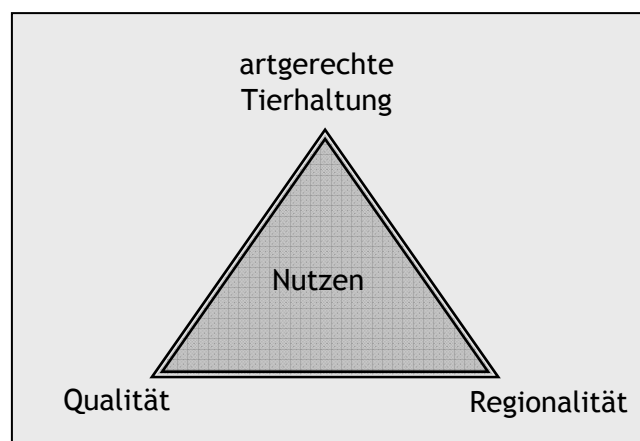 artgerechte
Tierhaltung
Nutzen
Qualität
Regionalität